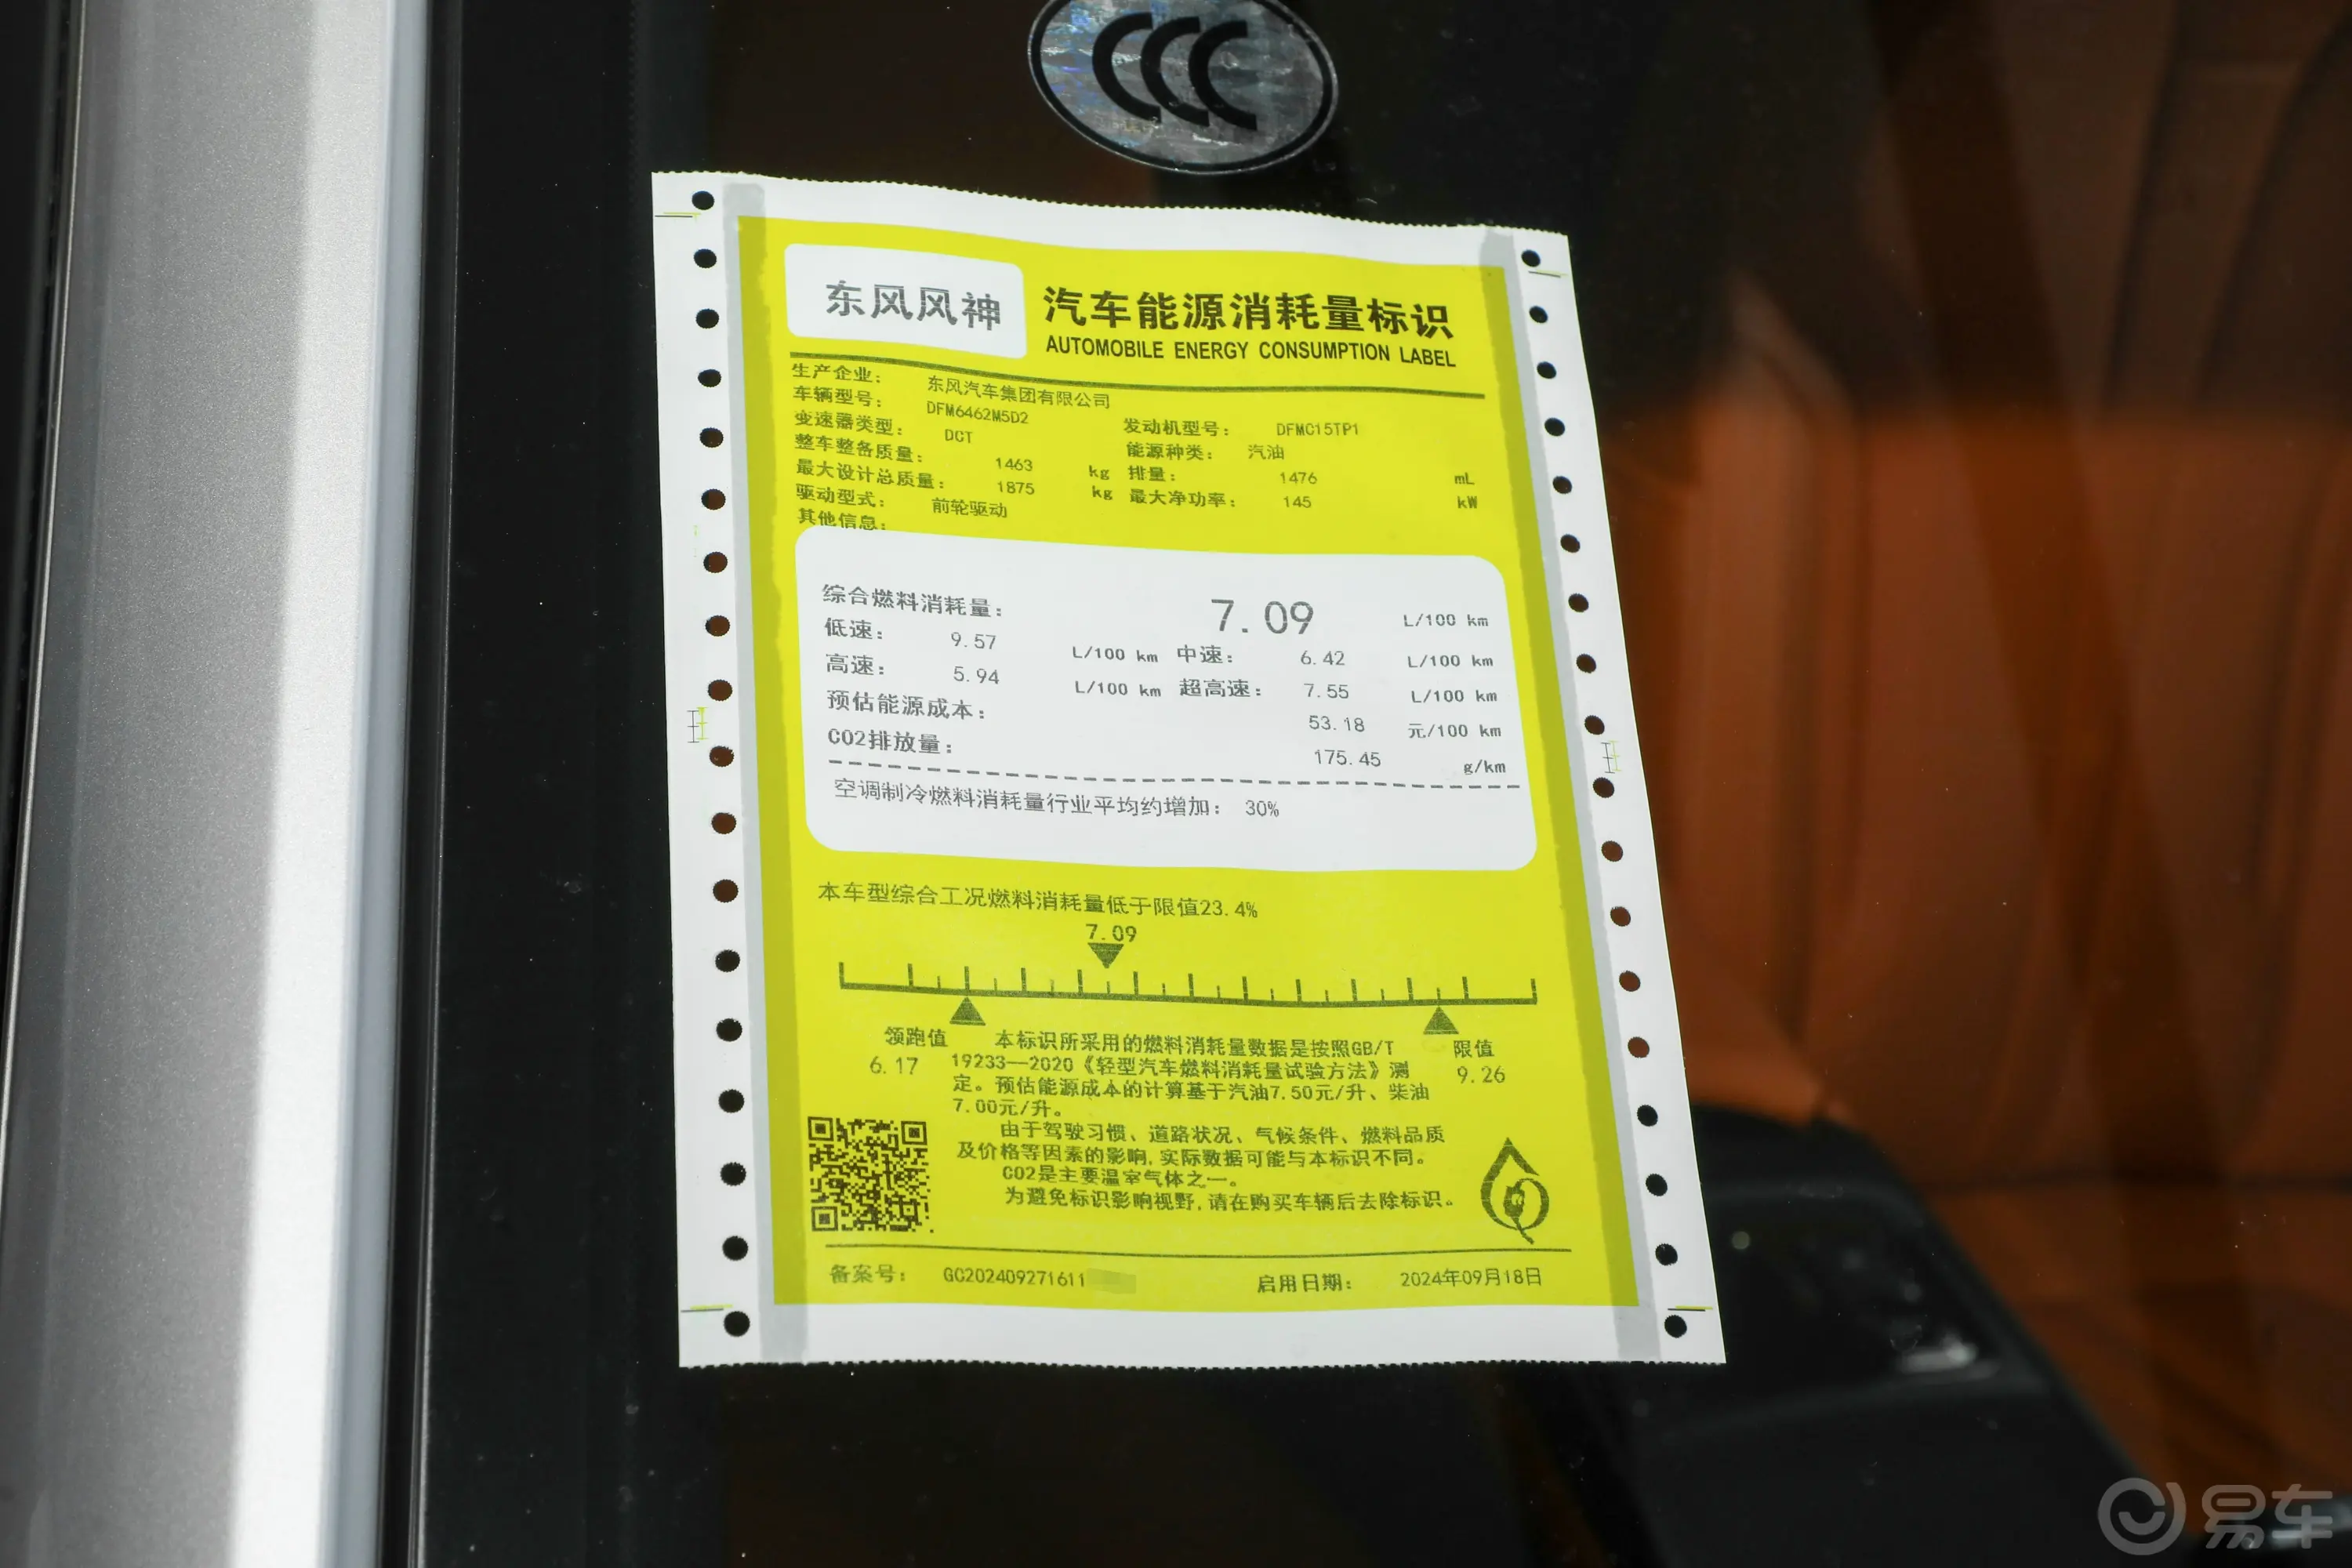 CCC
东风风神
汽车能源消耗量标识
AUTOMOBILE ENERGY CONSUMPTION LABEL
生产企业: 东风汽车集团有限公司
车辆型号: DFM6462M5D2 发动机型号: DFMC15TP1
变速器类型: DCT 能源种类: 汽油
整车整备质量: 1463 kg 排量: 1476 mL
最大设计总质量: 1875 kg 最大净功率: 145 kW
驱动型式: 前轮驱动
其他信息:
综合燃料消耗量: 7.09 L/100 km
低速: 9.57 L/100 km 中速: 6.42 L/100 km
高速: 5.94 L/100 km 超高速: 7.55 L/100 km
预估能源成本: 53.18 元/100 km
CO2排放量: 175.45 g/km
空调制冷燃料消耗量行业平均约增加: 30%
本车型综合工况燃料消耗量低于限值23.4%
7.09
领跑值
6.17
限值
9.26
本标识所采用的燃料消耗量数据是按照GB/T
19233—2020《轻型汽车燃料消耗量试验方法》测
定。预估能源成本的计算基于汽油7.50元/升、柴油
7.00元/升。
由于驾驶习惯、道路状况、气候条件、燃料品质
及价格等因素的影响,实际数据可能与本标识不同。
CO2是主要温室气体之一。
为避免标识影响视野,请在购买车辆后去除标识。
备案号: GC202409271611 启用日期: 2024年09月18日
易车